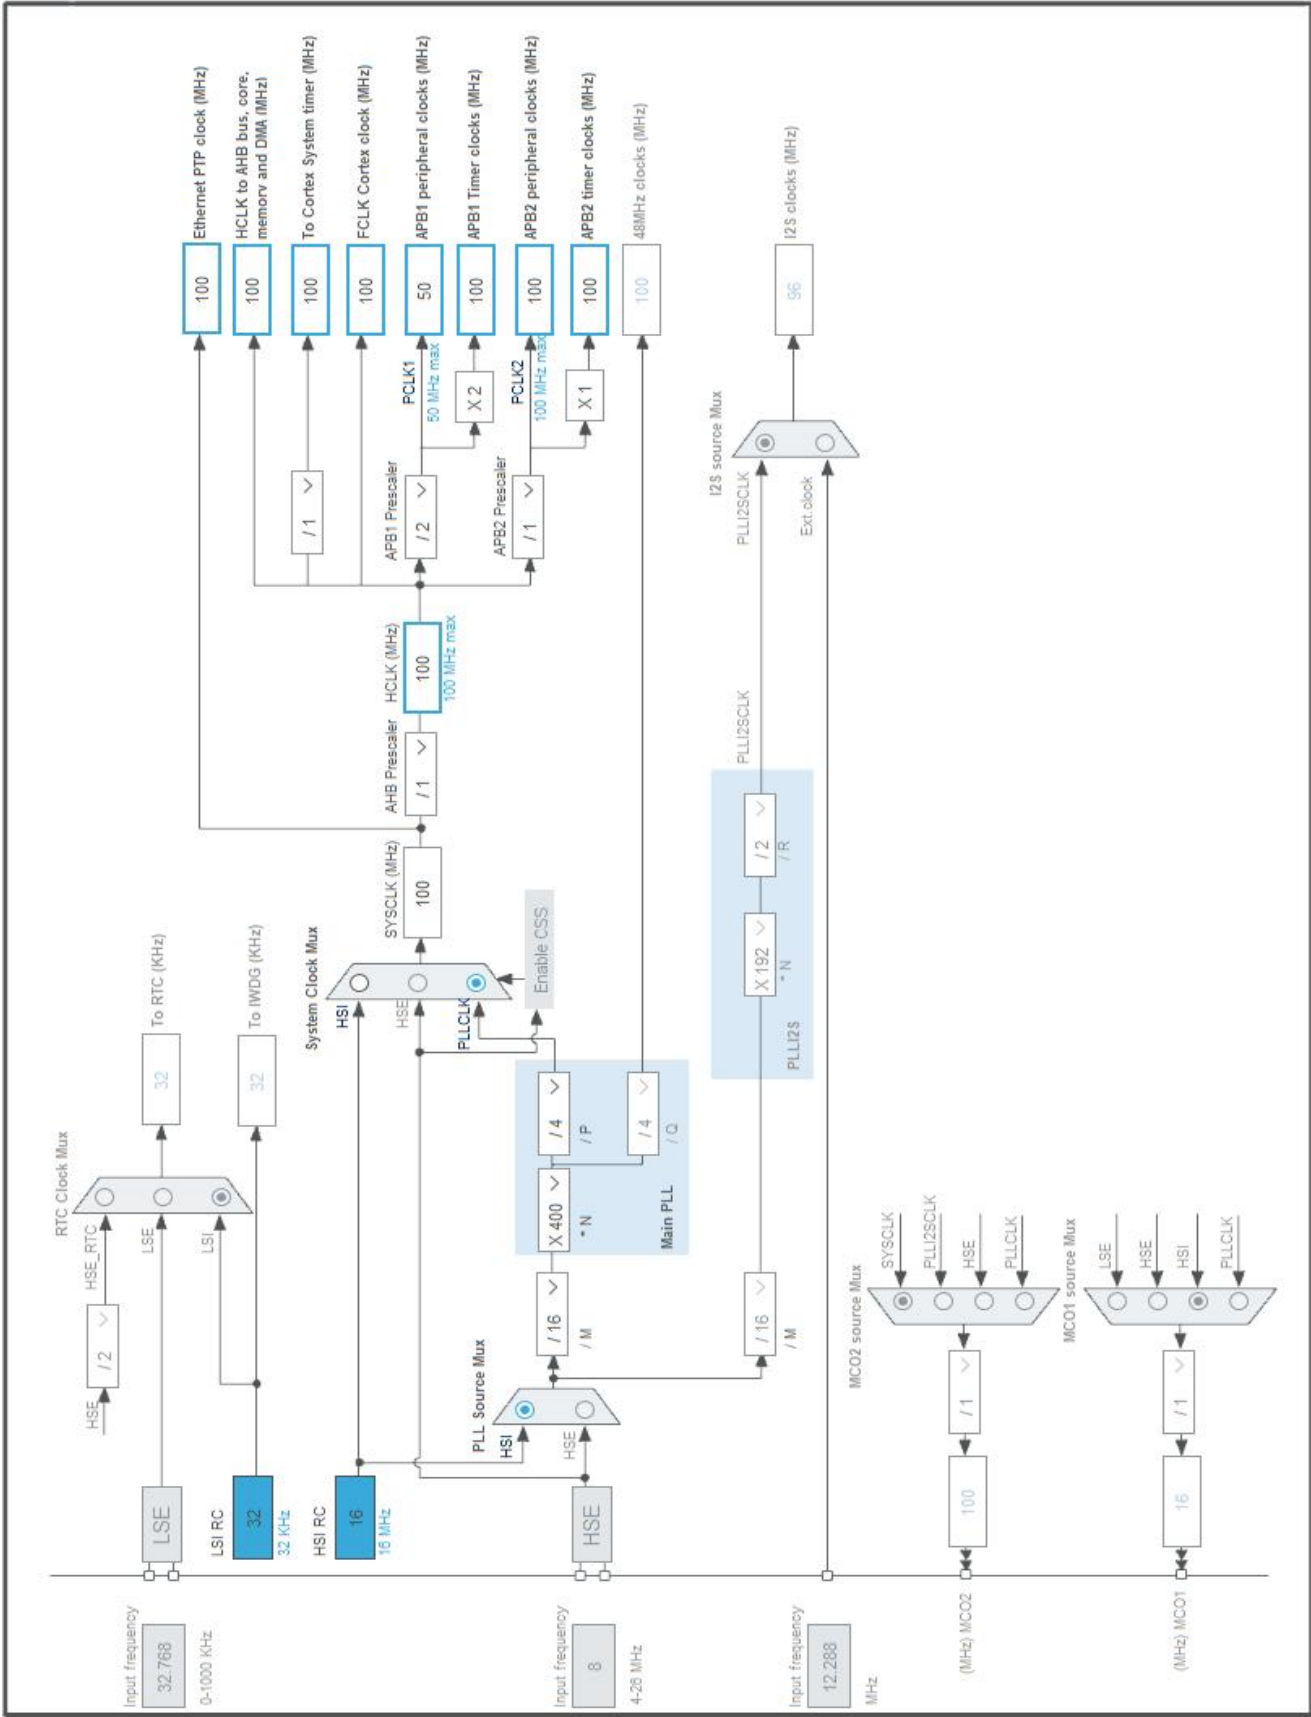 Input frequency
32.768
0-1000 KHz
LSE
HSE
/ 2
HSE_RTC
LSE
LSI
RTC Clock Mux
32
To RTC (KHz)
LSI RC
32
32 KHz
32
To IWDG (KHz)
HSI RC
16
16 MHz
Input frequency
8
4-26 MHz
HSE
PLL Source Mux
HSI
HSE
/ 16
/ M
X 400
* N
/ 4
/ P
/ 4
/ Q
Main PLL
System Clock Mux
HSI
HSE
PLLCLK
Enable CSS
SYSCLK (MHz)
100
AHB Prescaler
/ 1
HCLK (MHz)
100
100 MHz max
/ 1
APB1 Prescaler
/ 2
PCLK1
50 MHz max
X 2
APB2 Prescaler
/ 1
PCLK2
100 MHz max
X 1
100
Ethernet PTP clock (MHz)
100
HCLK to AHB bus, core,
memory and DMA (MHz)
100
To Cortex System timer (MHz)
100
FCLK Cortex clock (MHz)
50
APB1 peripheral clocks (MHz)
100
APB1 Timer clocks (MHz)
100
APB2 peripheral clocks (MHz)
100
APB2 timer clocks (MHz)
100
48MHz clocks (MHz)
/ 16
/ M
X 192
* N
/ 2
/ R
PLLI2S
PLLI2SCLK
PLLI2SCLK
I2S source Mux
Ext.clock
96
I2S clocks (MHz)
Input frequency
12.288
MHz
MCO2 source Mux
SYSCLK
PLLI2SCLK
HSE
PLLCLK
/ 1
100
(MHz) MCO2
MCO1 source Mux
LSE
HSE
HSI
PLLCLK
/ 1
16
(MHz) MCO1